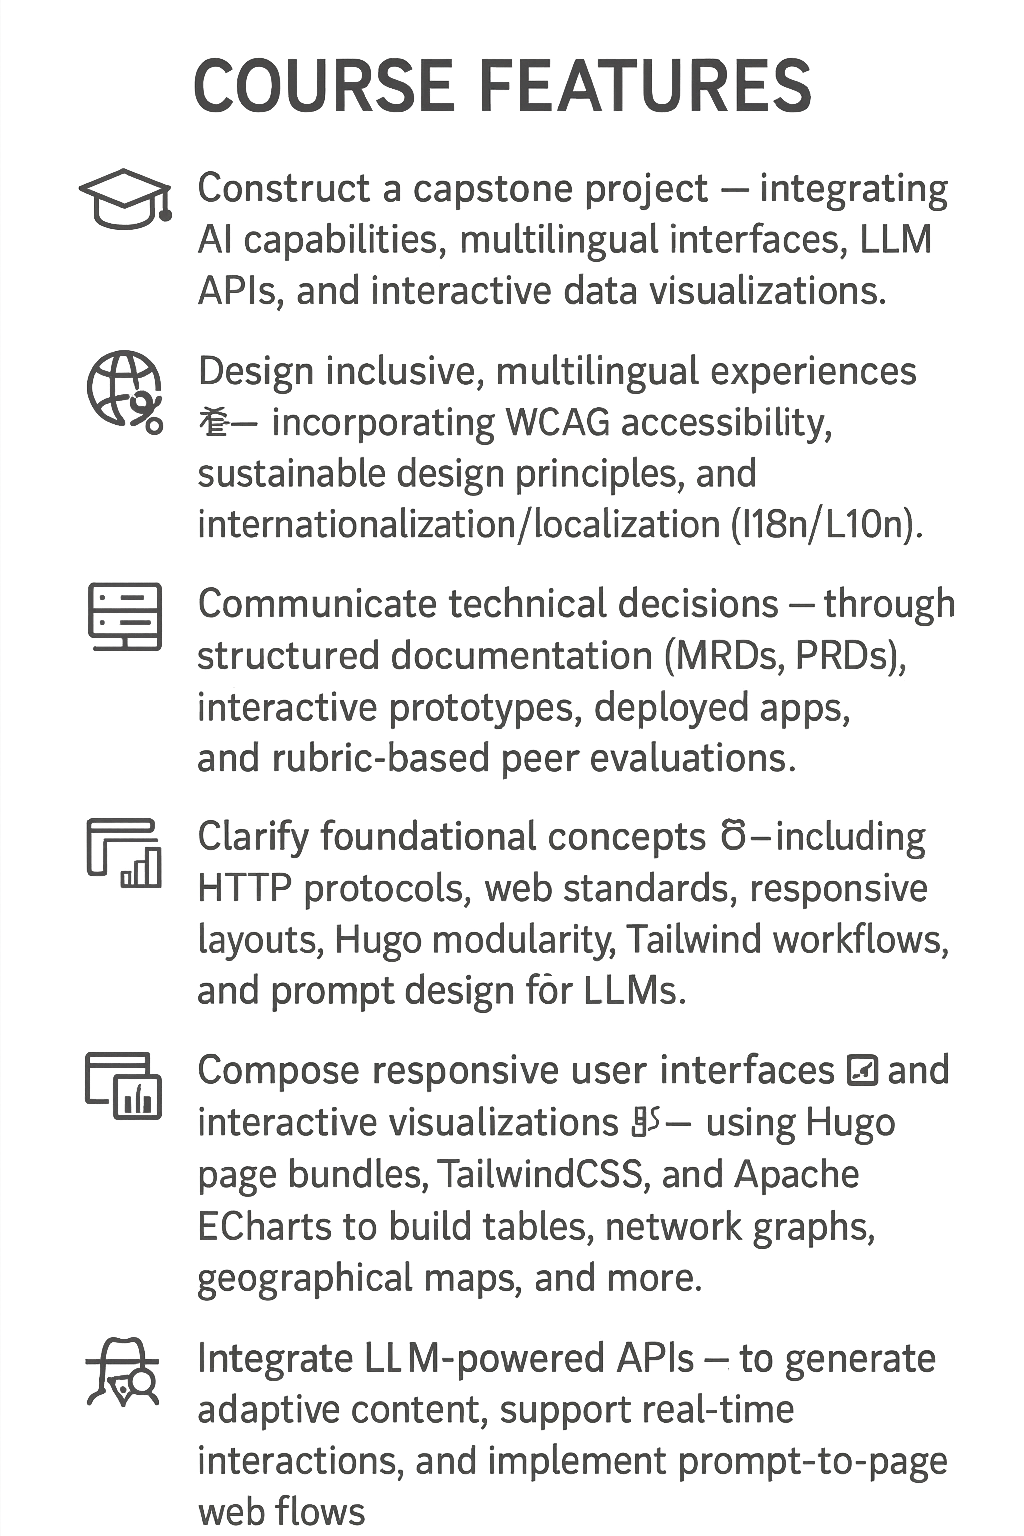 COURSE FEATURES
Construct a capstone project — integrating
AI capabilities, multilingual interfaces, LLM
APIs, and interactive data visualizations.
Design inclusive, multilingual experiences
— incorporating WCAG accessibility,
sustainable design principles, and
internationalization/localization (I18n/L10n).
Communicate technical decisions — through
structured documentation (MRDs, PRDs),
interactive prototypes, deployed apps,
and rubric-based peer evaluations.
Clarify foundational concepts –including
HTTP protocols, web standards, responsive
layouts, Hugo modularity, Tailwind workflows,
and prompt design for LLMs.
Compose responsive user interfaces and
interactive visualizations — using Hugo
page bundles, TailwindCSS, and Apache
ECharts to build tables, network graphs,
geographical maps, and more.
Integrate LLM-powered APIs — to generate
adaptive content, support real-time
interactions, and implement prompt-to-page
web flows